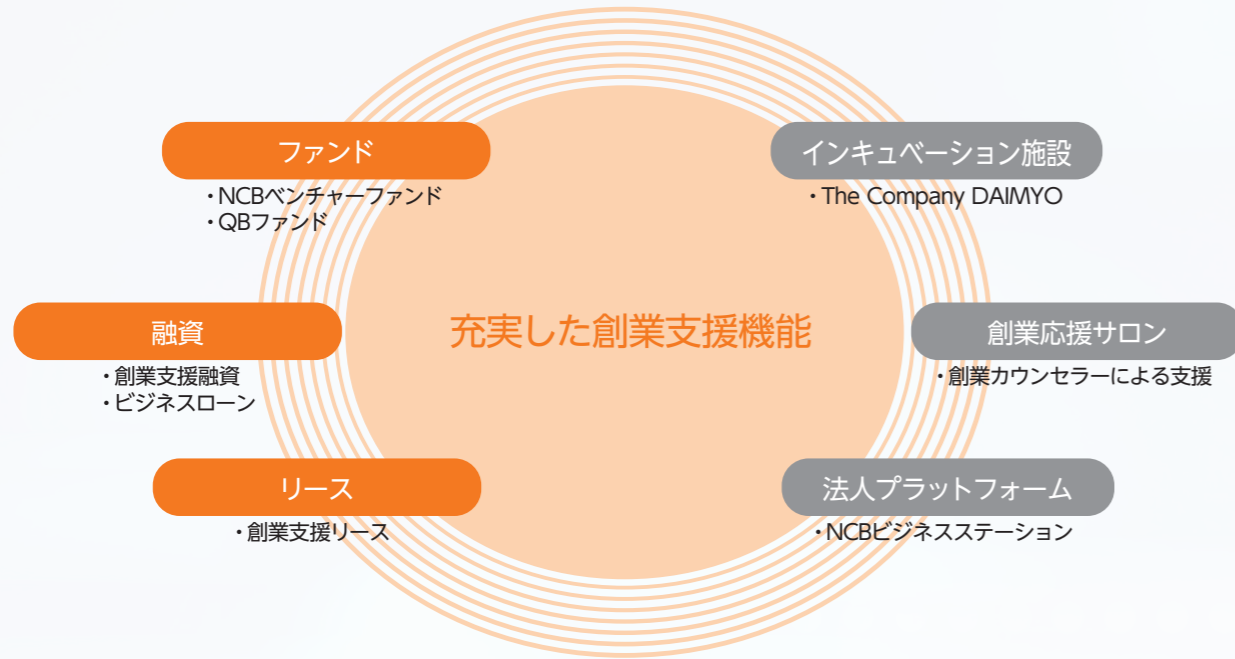 ファンド
・NCBベンチャーファンド
・QBファンド
インキュベーション施設
・The Company DAIMYO
融資
・創業支援融資
・ビジネスローン
充実した創業支援機能
創業応援サロン
・創業カウンセラーによる支援
リース
・創業支援リース
法人プラットフォーム
・NCBビジネスステーション